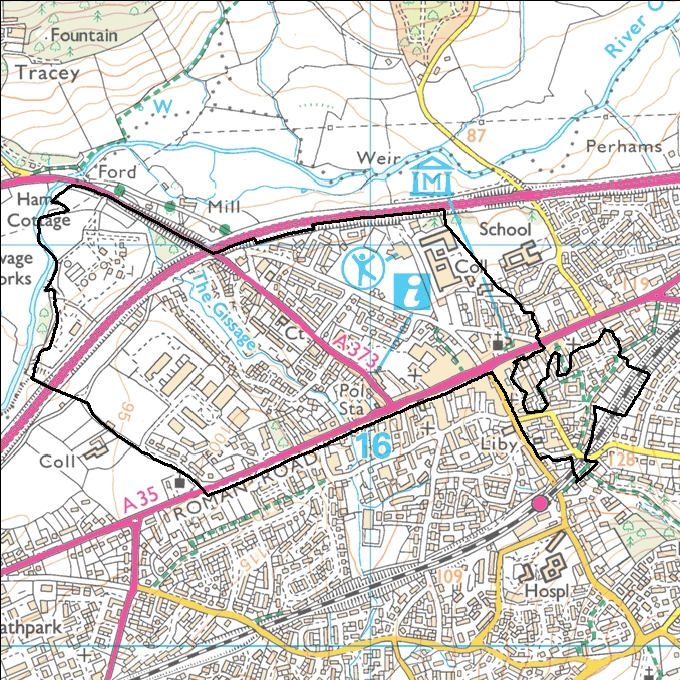 Fountain
Tracey
W
River O
87
Perhams
Weir
Ford
M
Ham
Cottage
Mill
School
wage
orks
Coll
i
119
The Gissage
Ct
A373
Pol
Sta
95
Liby
16
128
Coll
A35
ROMAN ROAD
115
109
Hospl
athpark